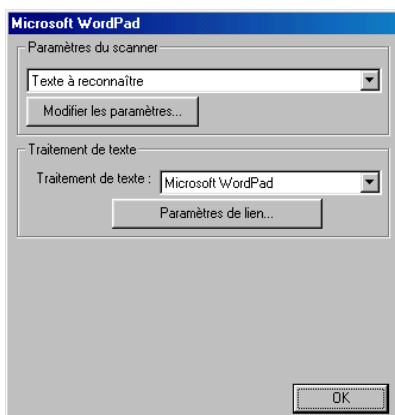 Microsoft WordPad
Paramètres du scanner
Texte à reconnaître
Modifier les paramètres...
Traitement de texte
Traitement de texte : Microsoft WordPad
Paramètres de lien...
OK